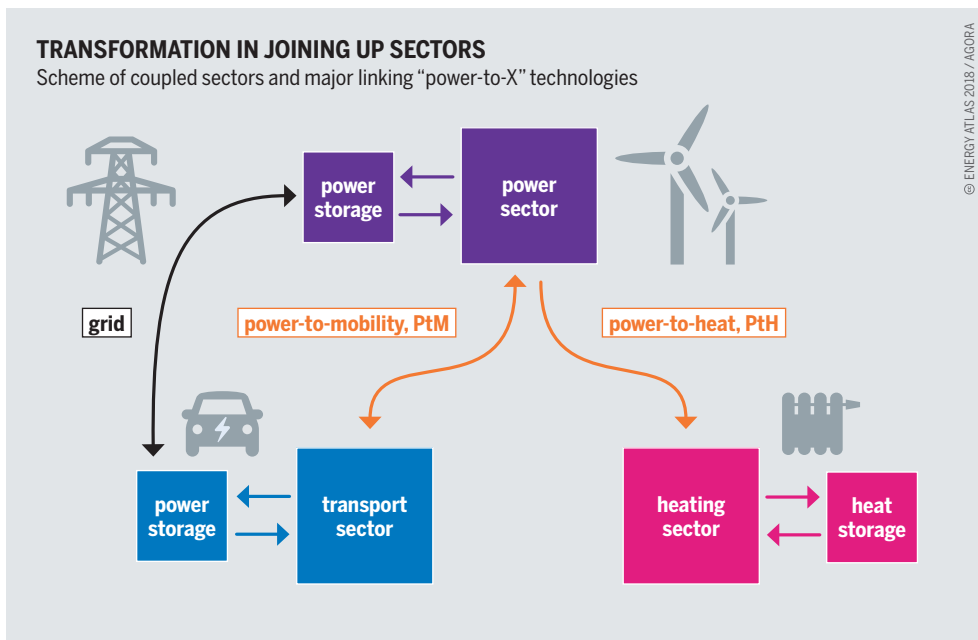 TRANSFORMATION IN JOINING UP SECTORS
Scheme of coupled sectors and major linking “power-to-X” technologies
power
storage
power
sector
grid
power-to-mobility, PtM
power-to-heat, PtH
power
storage
transport
sector
heating
sector
heat
storage
ENERGY ATLAS 2018 / AGORA